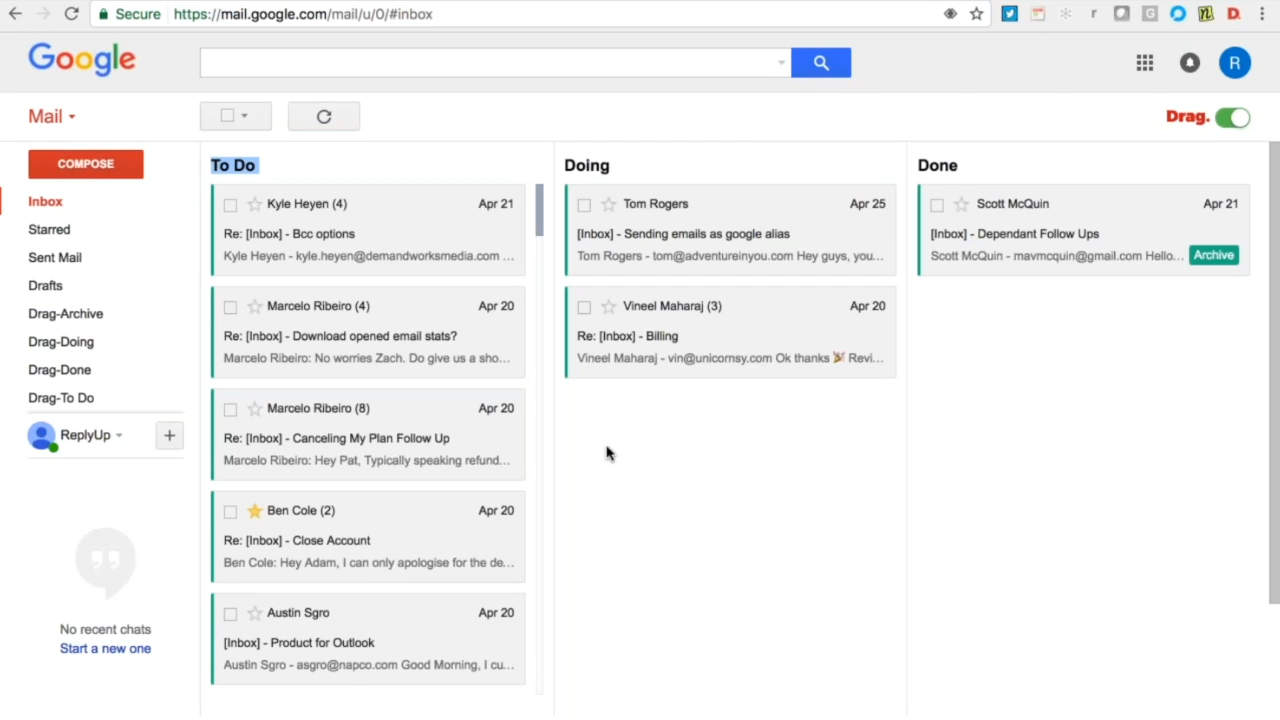 Secure https://mail.google.com/mail/u/0/#inbox
Google
R
Mail
Drag.
COMPOSE
Inbox
Starred
Sent Mail
Drafts
Drag-Archive
Drag-Doing
Drag-Done
Drag-To Do
ReplyUp
+
No recent chats
Start a new one
To Do
Kyle Heyen (4) Apr 21
Re: [Inbox] - Bcc options
Kyle Heyen - kyle.heyen@demandworksmedia.com ...
Marcelo Ribeiro (4) Apr 20
Re: [Inbox] - Download opened email stats?
Marcelo Ribeiro: No worries Zach. Do give us a sho...
Marcelo Ribeiro (8) Apr 20
Re: [Inbox] - Canceling My Plan Follow Up
Marcelo Ribeiro: Hey Pat, Typically speaking refund...
Ben Cole (2) Apr 20
Re: [Inbox] - Close Account
Ben Cole: Hey Adam, I can only apologise for the de...
Austin Sgro Apr 20
[Inbox] - Product for Outlook
Austin Sgro - asgro@napco.com Good Morning, I cu...
Doing
Tom Rogers Apr 25
[Inbox] - Sending emails as google alias
Tom Rogers - tom@adventureinyou.com Hey guys, you...
Vineel Maharaj (3) Apr 20
Re: [Inbox] - Billing
Vineel Maharaj - vin@unicornsy.com Ok thanks 🎉 Revi...
Done
Scott McQuin Apr 21
[Inbox] - Dependant Follow Ups
Scott McQuin - mavmcquin@gmail.com Hello... Archive